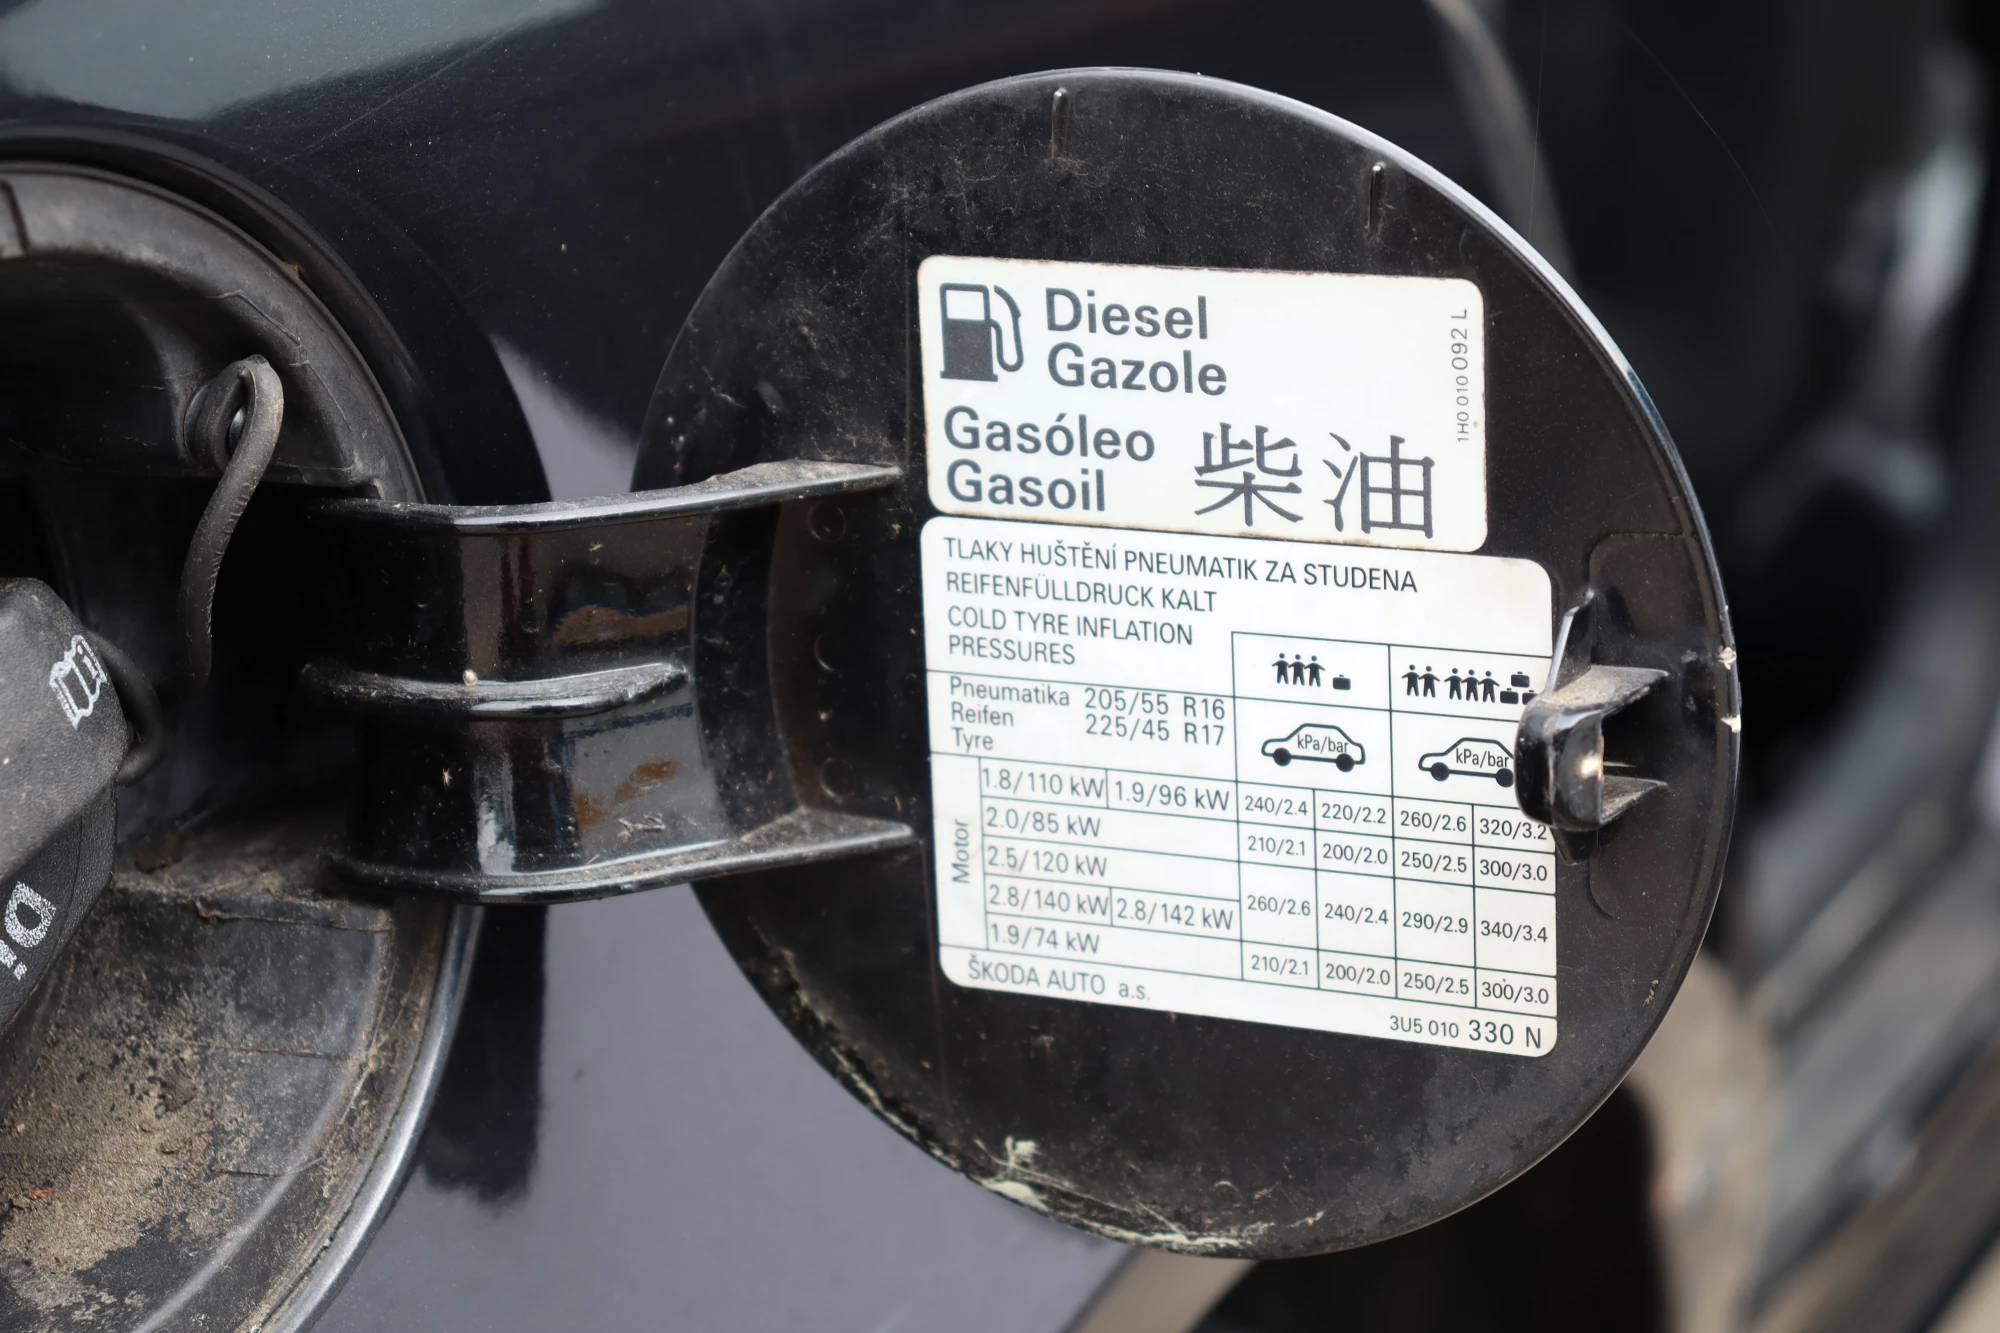 Diesel
Gazole
Gasóleo
Gasoil
柴油
1H0 010 092 L
TLAKY HUŠTĚNÍ PNEUMATIK ZA STUDENA
REIFENFÜLLDRUCK KALT
COLD TYRE INFLATION
PRESSURES
Pneumatika 205/55 R16
Reifen 225/45 R17
Tyre
kPa/bar kPa/bar
Motor
1.8/110 kW 1.9/96 kW 240/2.4 220/2.2 260/2.6 320/3.2
2.0/85 kW 210/2.1 200/2.0 250/2.5 300/3.0
2.5/120 kW
2.8/140 kW 2.8/142 kW 260/2.6 240/2.4 290/2.9 340/3.4
1.9/74 kW 210/2.1 200/2.0 250/2.5 300/3.0
ŠKODA AUTO a.s.
3U5 010 330 N